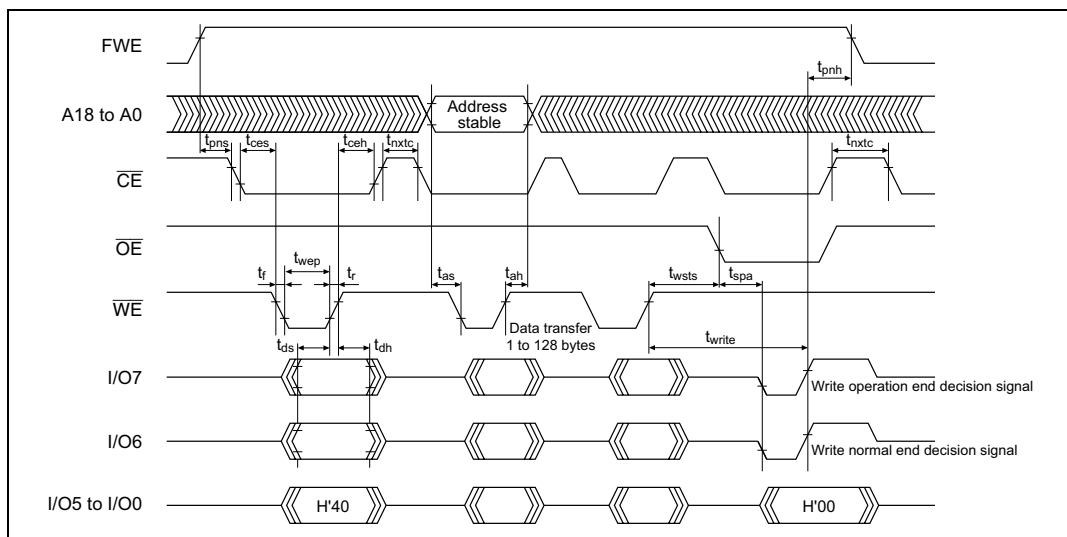 FWE
tpnh
A18 to A0
Address
stable
tpns
tces
tceh
tnxtc
tnxtc
CE
OE
twep
tf
tr
tas
tah
twsts
tspa
WE
Data transfer
1 to 128 bytes
twrite
tds
tdh
I/O7
Write operation end decision signal
I/O6
Write normal end decision signal
I/O5 to I/O0
H'40
H'00